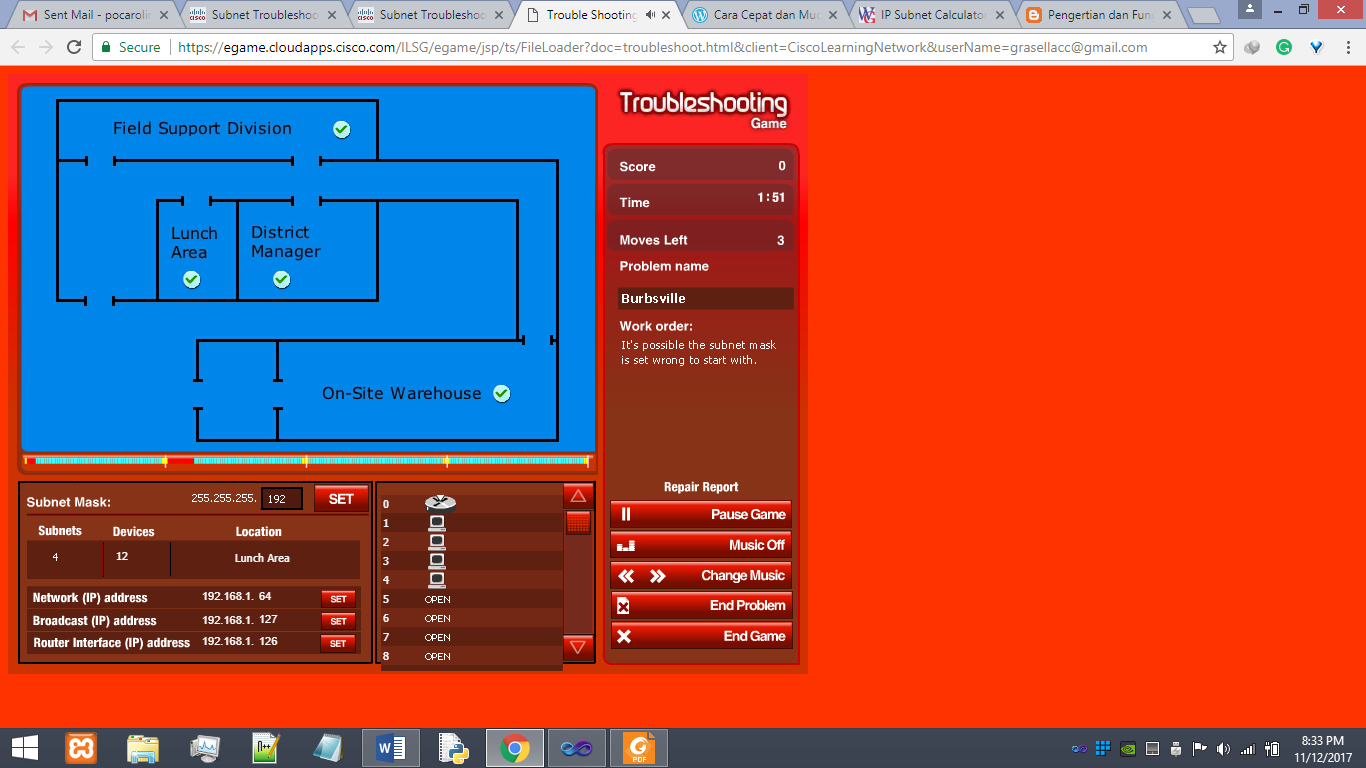 Sent Mail - pocarolin
Subnet Troubleshoo
Subnet Troubleshoo
Trouble Shooting
Cara Cepat dan Mud
IP Subnet Calculator
Pengertian dan Fun
Secure
https://egame.cloudapps.cisco.com/ILSG/egame/jsp/ts/FileLoader?doc=troubleshoot.html&client=CiscoLearningNetwork&userName=grasellacc@gmail.com
Field Support Division
Lunch
Area
District
Manager
On-Site Warehouse
Troubleshooting
Game
Score 0
Time 1:51
Moves Left 3
Problem name
Burbsville
Work order:
It's possible the subnet mask
is set wrong to start with.
Repair Report
Pause Game
Music Off
Change Music
End Problem
End Game
Subnet Mask: 255.255.255. 192 SET
Subnets Devices Location
4 12 Lunch Area
Network (IP) address 192.168.1. 64 SET
Broadcast (IP) address 192.168.1. 127 SET
Router Interface (IP) address 192.168.1. 126 SET
0
1
2
3
4
5 OPEN
6 OPEN
7 OPEN
8 OPEN
8:33 PM
11/12/2017